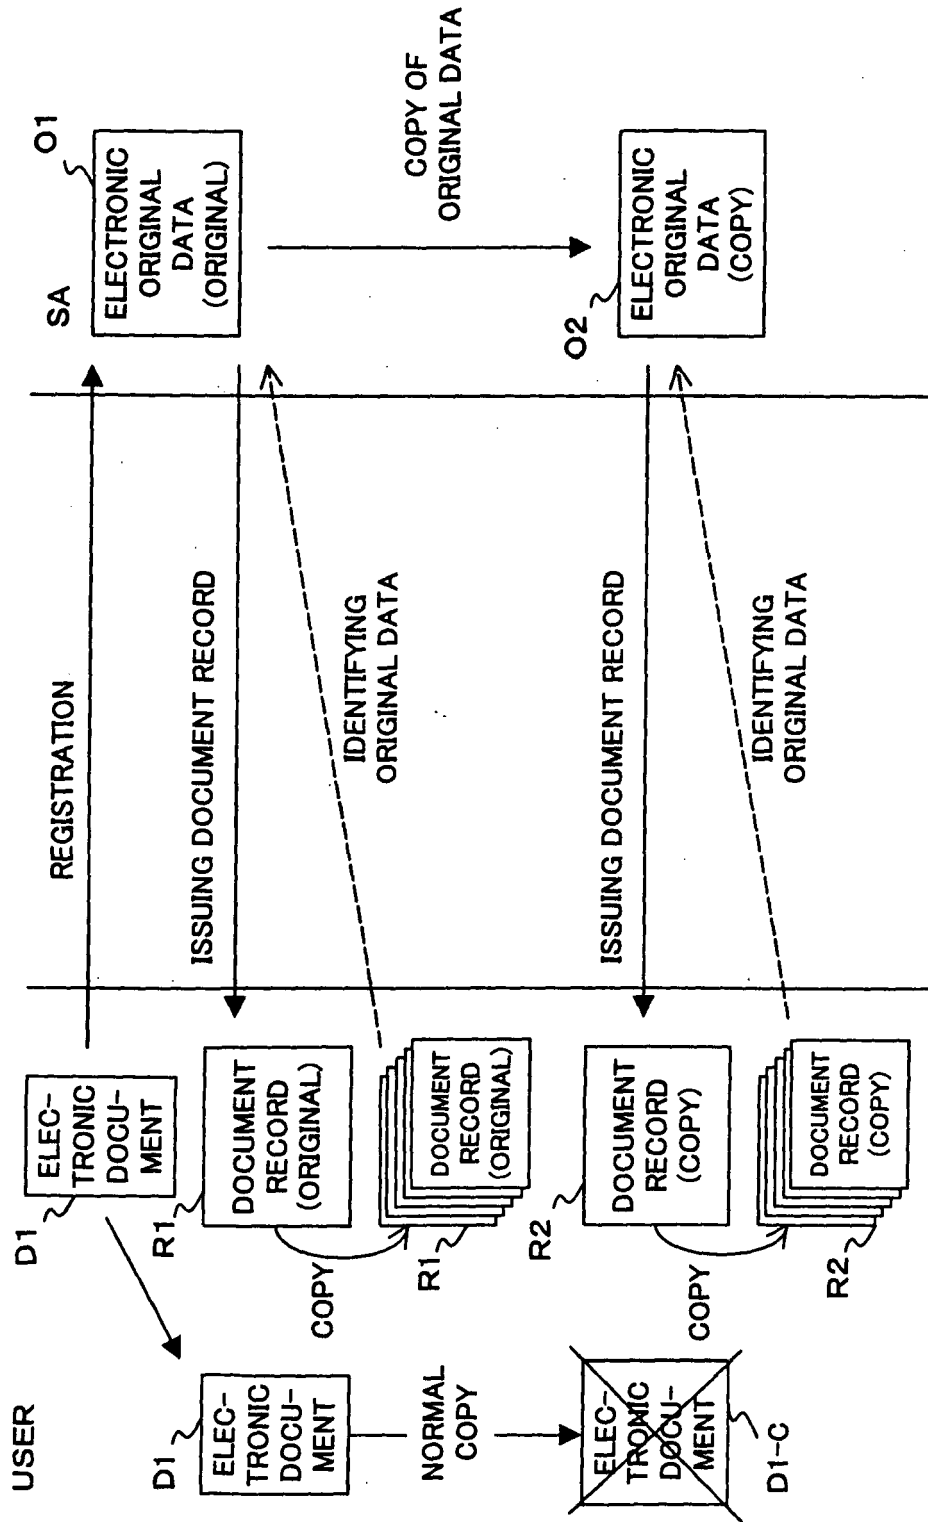 USER
D1
ELEC-
TRONIC
DOCU-
MENT
NORMAL
COPY
ELEC-
TRONIC
DOCU-
MENT
D1-C
D1
ELEC-
TRONIC
DOCU-
MENT
R1
DOCUMENT
RECORD
(ORIGINAL)
COPY
DOCUMENT
RECORD
(ORIGINAL)
R1
R2
DOCUMENT
RECORD
(COPY)
COPY
DOCUMENT
RECORD
(COPY)
R2
REGISTRATION
ISSUING DOCUMENT RECORD
IDENTIFYING
ORIGINAL DATA
ISSUING DOCUMENT RECORD
IDENTIFYING
ORIGINAL DATA
SA
O1
ELECTRONIC
ORIGINAL
DATA
(ORIGINAL)
COPY OF
ORIGINAL DATA
O2
ELECTRONIC
ORIGINAL
DATA
(COPY)